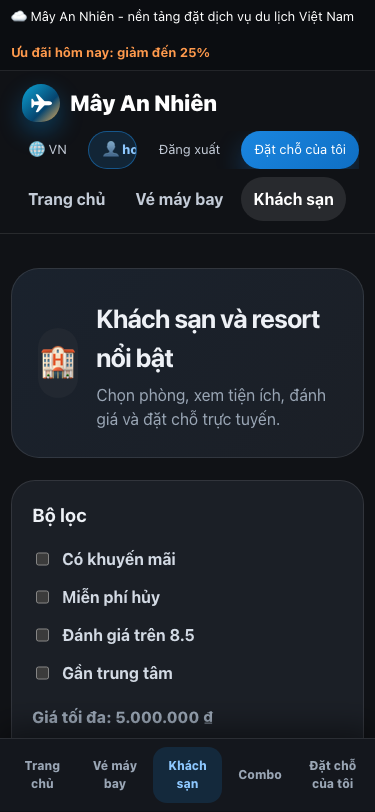 Mây An Nhiên - nền tảng đặt dịch vụ du lịch Việt Nam
Ưu đãi hôm nay: giảm đến 25%
Mây An Nhiên
VN
Đăng xuất
Đặt chỗ của tôi
Trang chủ
Vé máy bay
Khách sạn
Khách sạn và resort
nổi bật
Chọn phòng, xem tiện ích, đánh
giá và đặt chỗ trực tuyến.
Bộ lọc
Có khuyến mãi
Miễn phí hủy
Đánh giá trên 8.5
Gần trung tâm
Giá tối đa: 5.000.000 ₫
Trang
chủ
Vé máy
bay
Khách
sạn
Combo
Đặt chỗ
của tôi